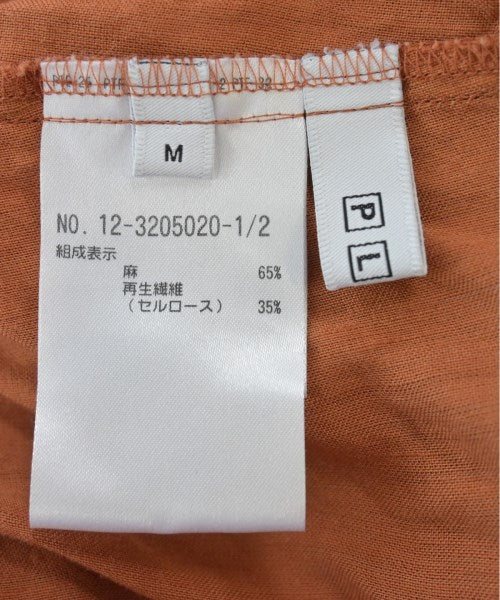 M
NO. 12-3205020-1/2
組成表示
麻 65%
再生繊維
(セルロース) 35%
P L